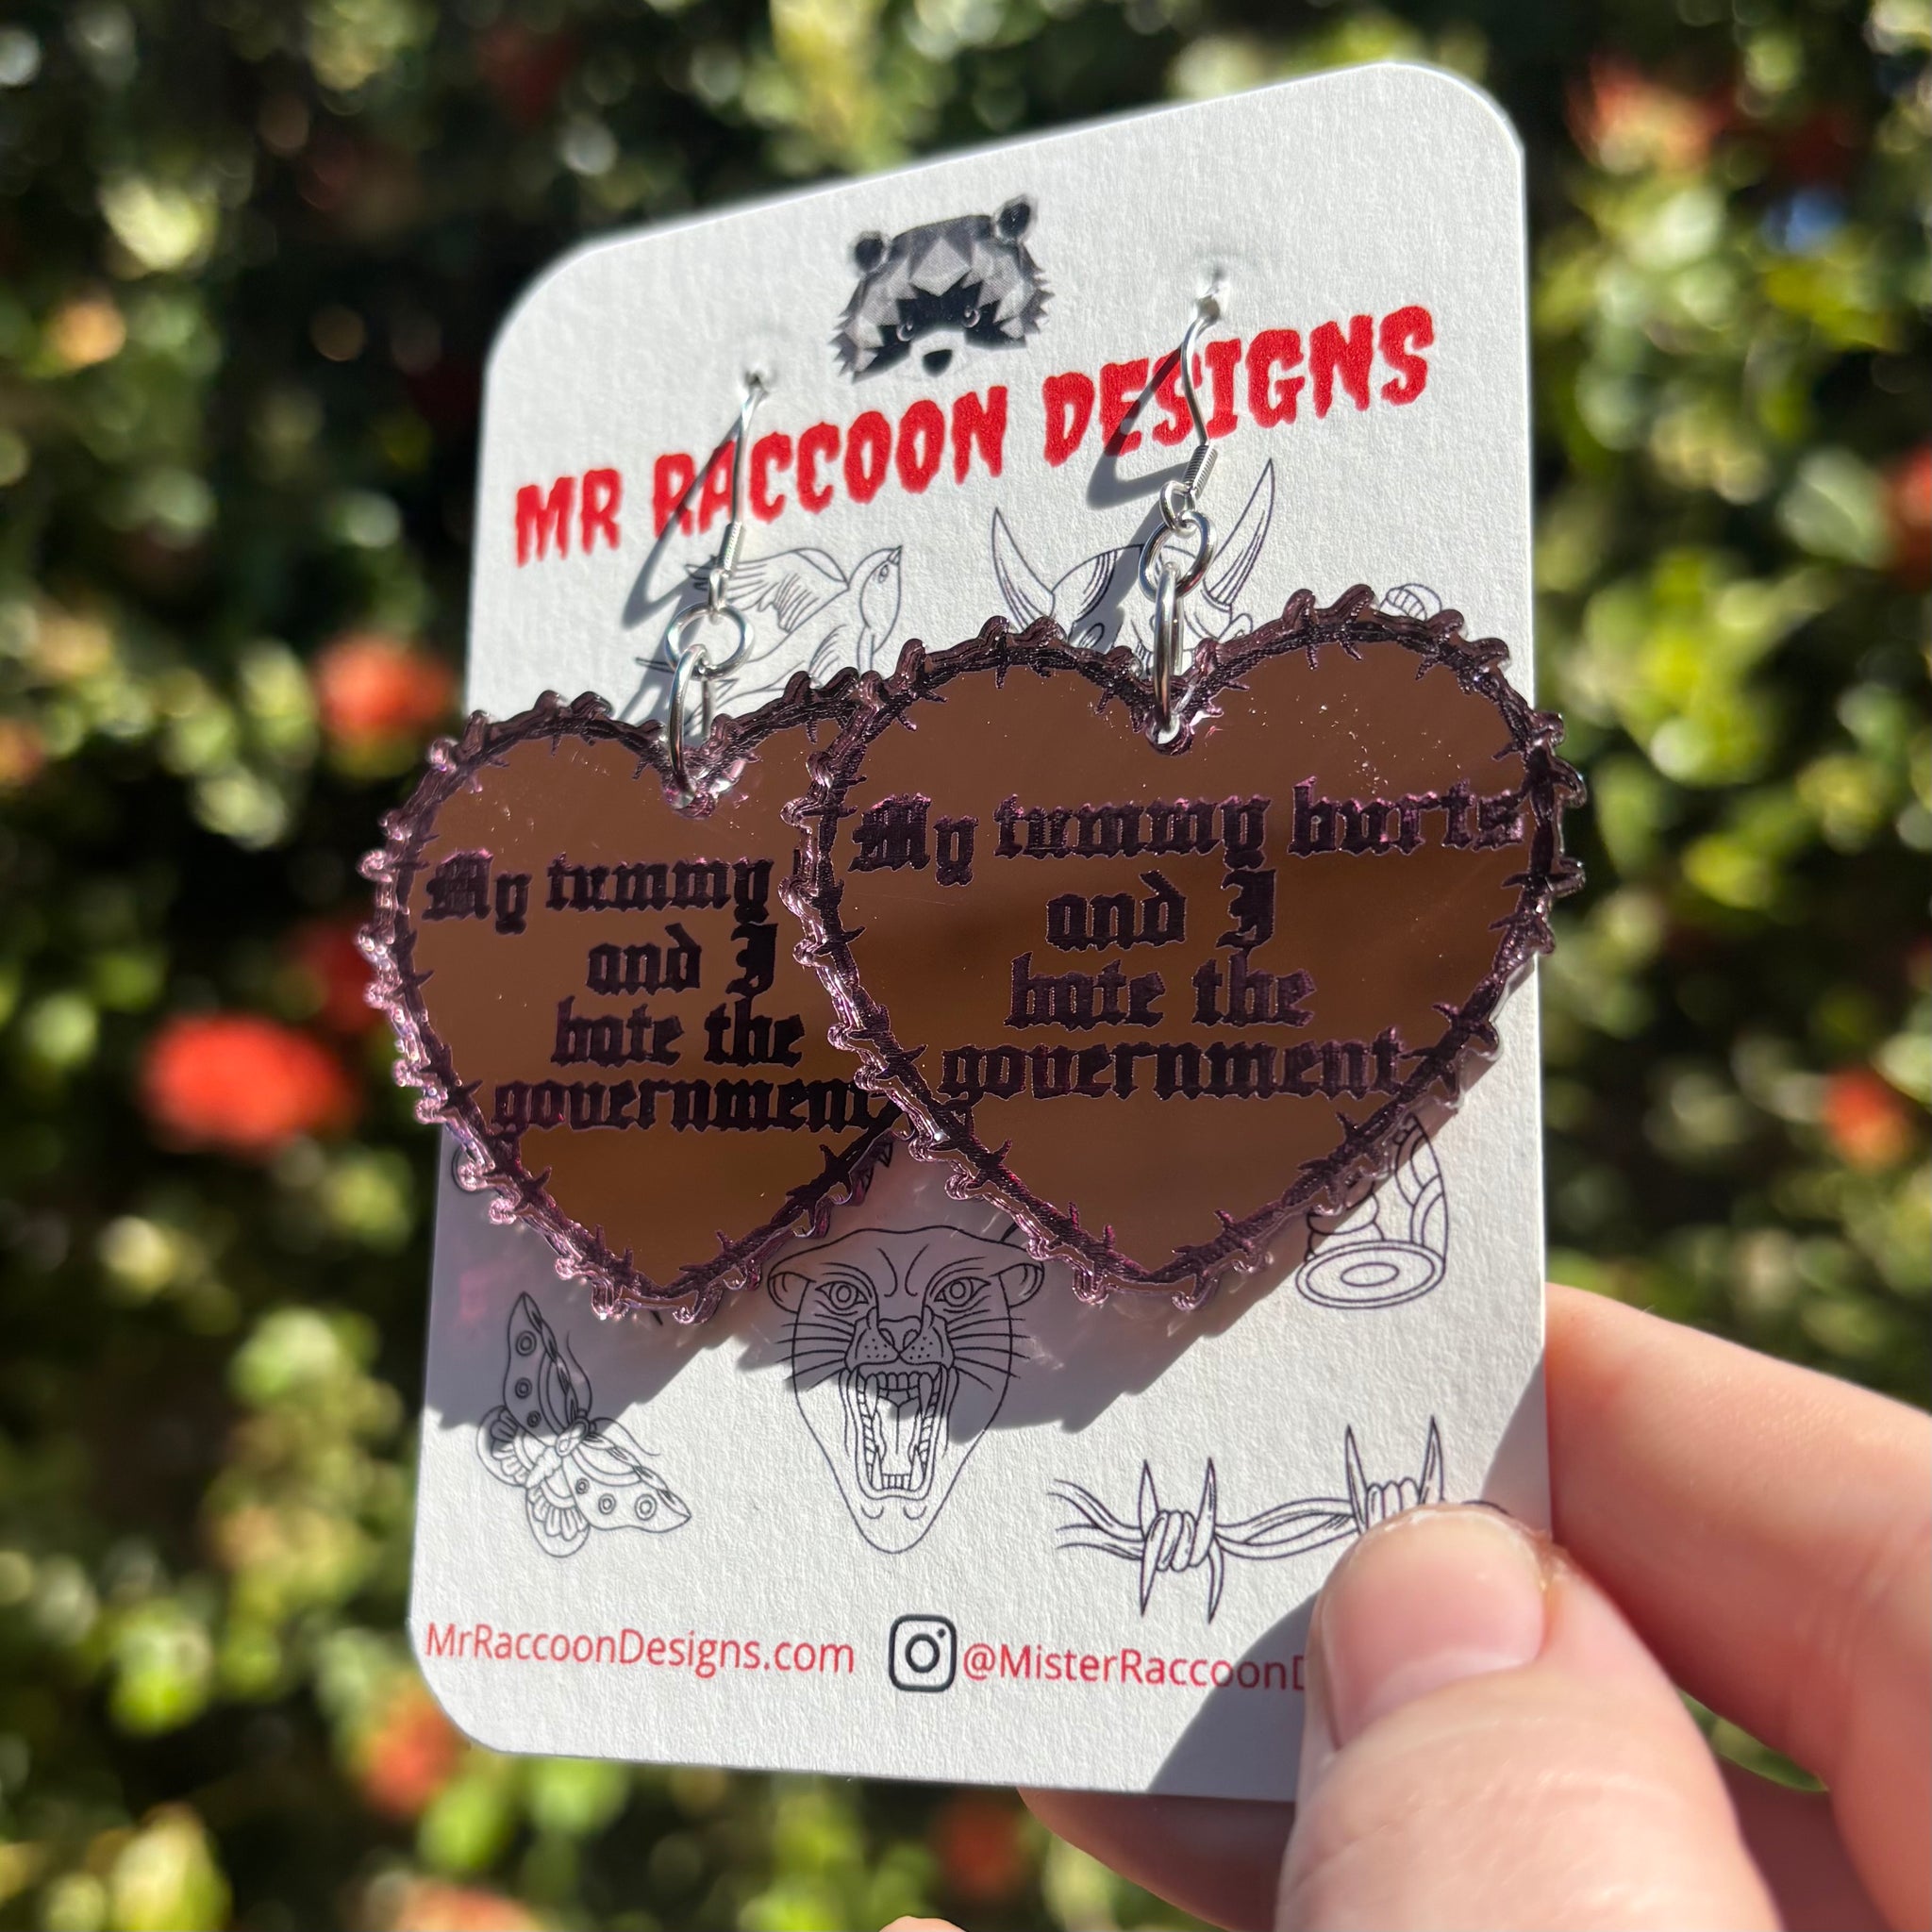 MR RACCOON DESIGNS
My tummy
and I
hate the
government
My tummy hurts
and I
hate the
government
MrRaccoonDesigns.com
@MisterRaccoonD